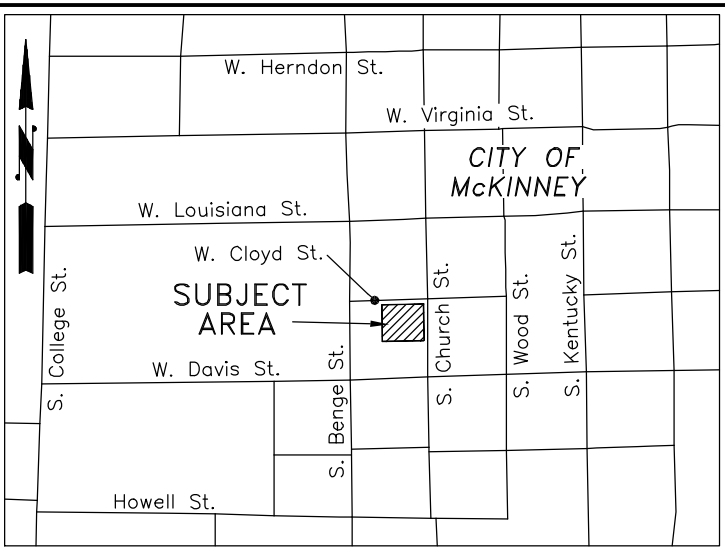 W. Herndon St.
W. Virginia St.
CITY OF
McKINNEY
W. Louisiana St.
W. Cloyd St.
SUBJECT
AREA
W. Davis St.
Howell St.
S. College St.
S. Benge St.
S. Church St.
S. Wood St.
S. Kentucky St.
N